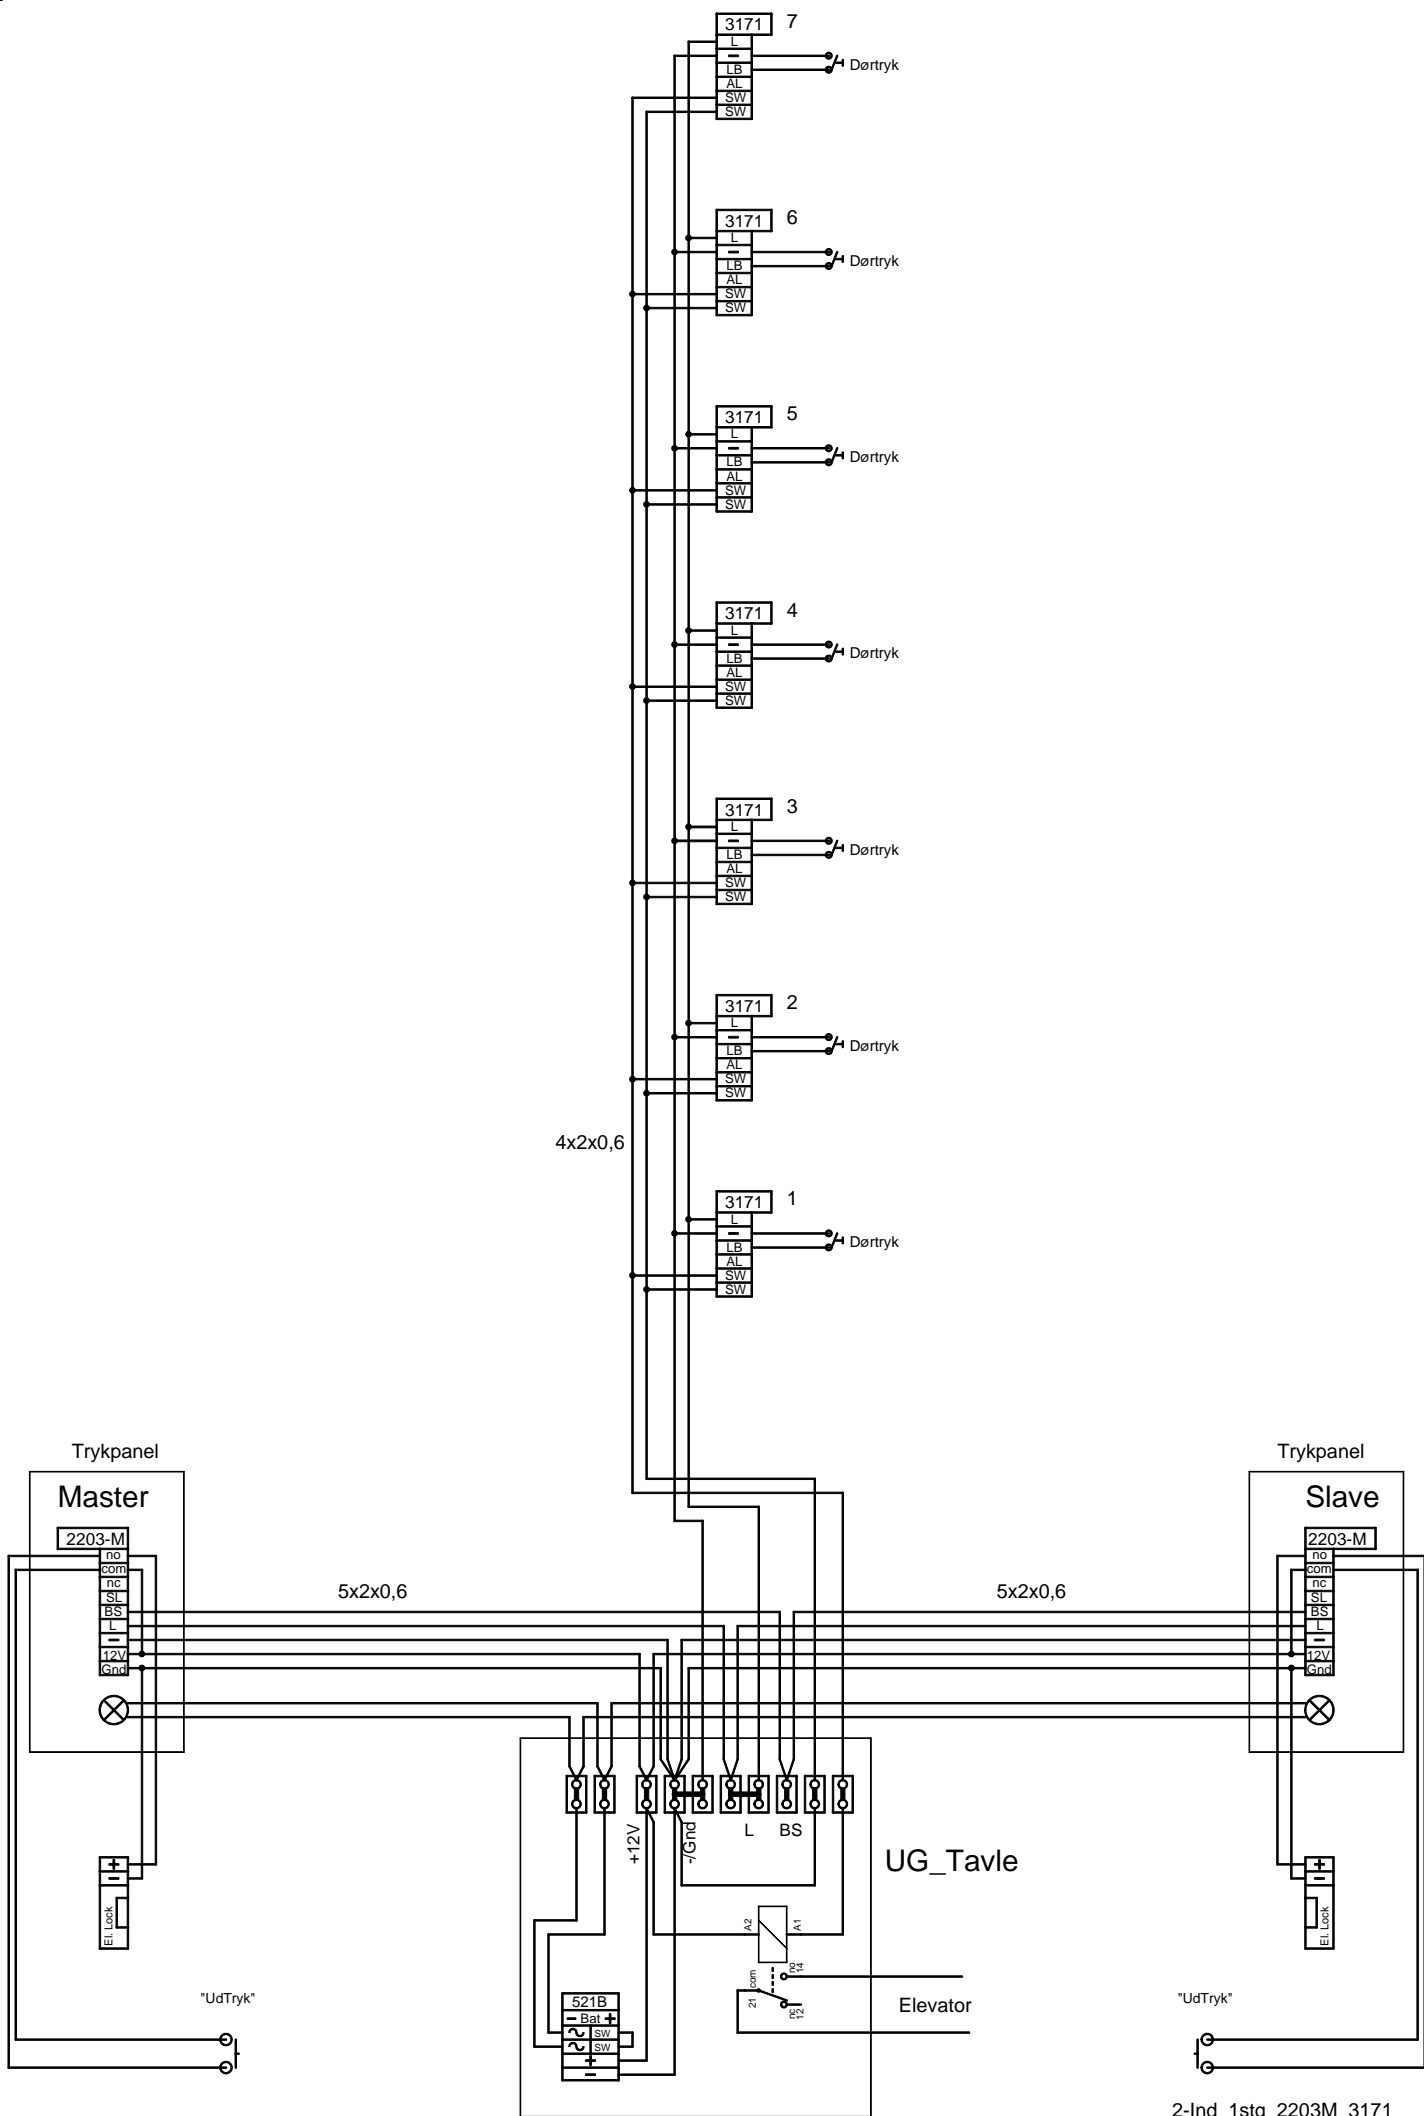 3171 7
L
LB
AL
SW
SW
Dørtryk
3171 6
L
LB
AL
SW
SW
Dørtryk
3171 5
L
LB
AL
SW
SW
Dørtryk
3171 4
L
LB
AL
SW
SW
Dørtryk
3171 3
L
LB
AL
SW
SW
Dørtryk
3171 2
L
LB
AL
SW
SW
Dørtryk
4x2x0,6
3171 1
L
LB
AL
SW
SW
Dørtryk
Trykpanel
Master
2203-M
no
com
nc
SL
BS
L
−
12V
Gnd
5x2x0,6
5x2x0,6
Trykpanel
Slave
2203-M
no
com
nc
SL
BS
L
−
12V
Gnd
+12V
-/Gnd
L
BS
UG_Tavle
+
−
El. Lock
+
−
El. Lock
A2
A1
com
21
no
14
nc
12
Elevator
"UdTryk"
"UdTryk"
521B
− Bat +
SW
SW
+
−
2-Ind_1stg_2203M_3171